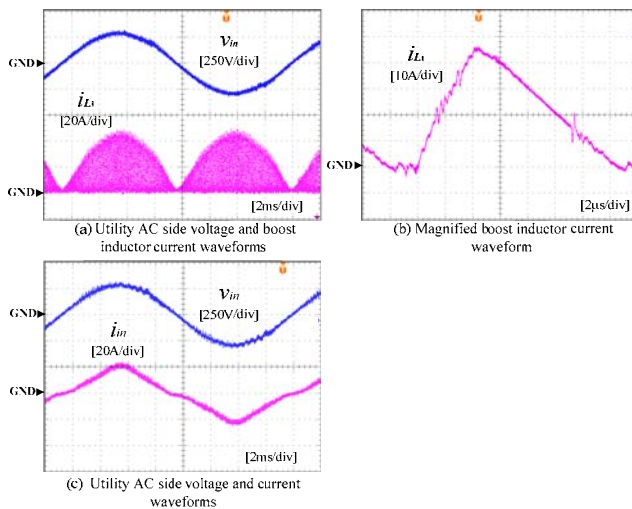 GND
v_in
[250V/div]
i_L1
[20A/div]
GND
[2ms/div]
(a) Utility AC side voltage and boost
inductor current waveforms
i_L1
[10A/div]
GND
[2μs/div]
(b) Magnified boost inductor current
waveform
GND
v_in
[250V/div]
i_in
[20A/div]
GND
[2ms/div]
(c) Utility AC side voltage and current
waveforms